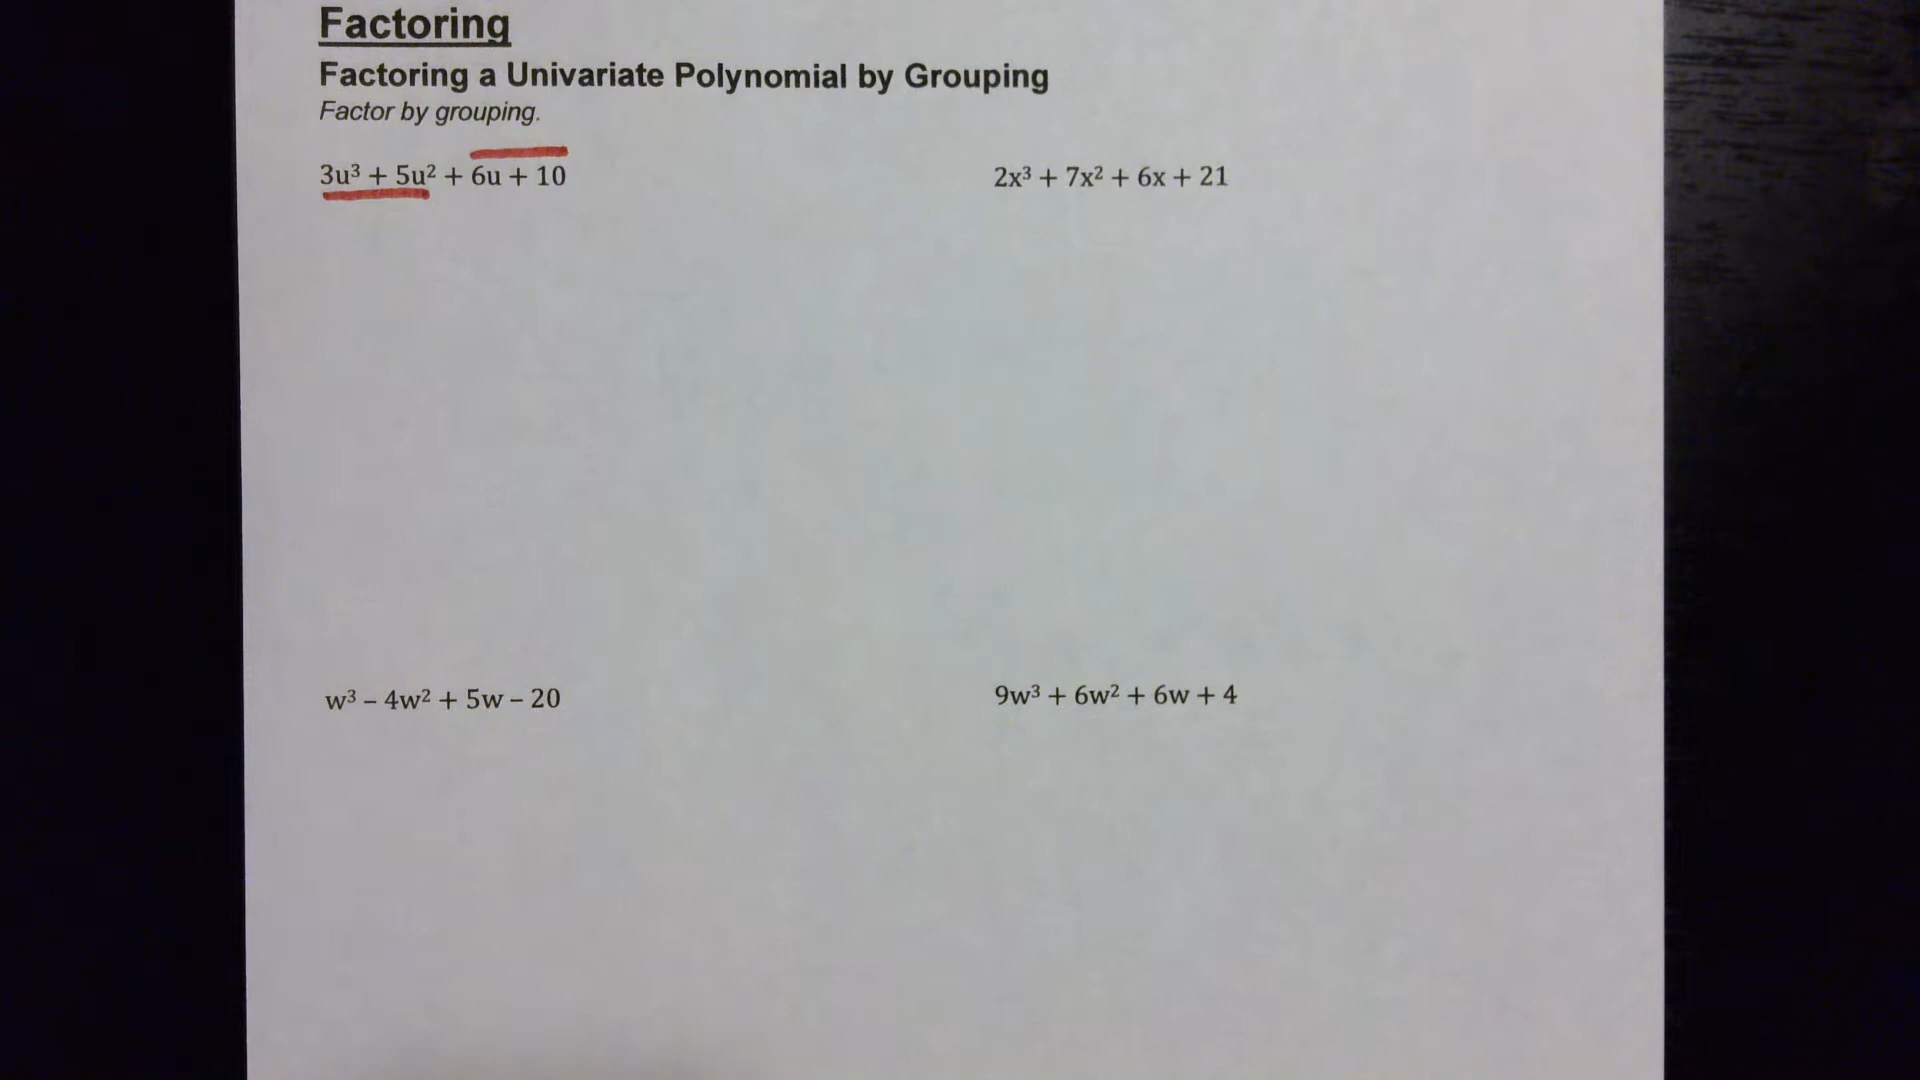 Factoring
Factoring a Univariate Polynomial by Grouping
Factor by grouping.
3u³ + 5u² + 6u + 10
2x³ + 7x² + 6x + 21
w³ – 4w² + 5w – 20
9w³ + 6w² + 6w + 4